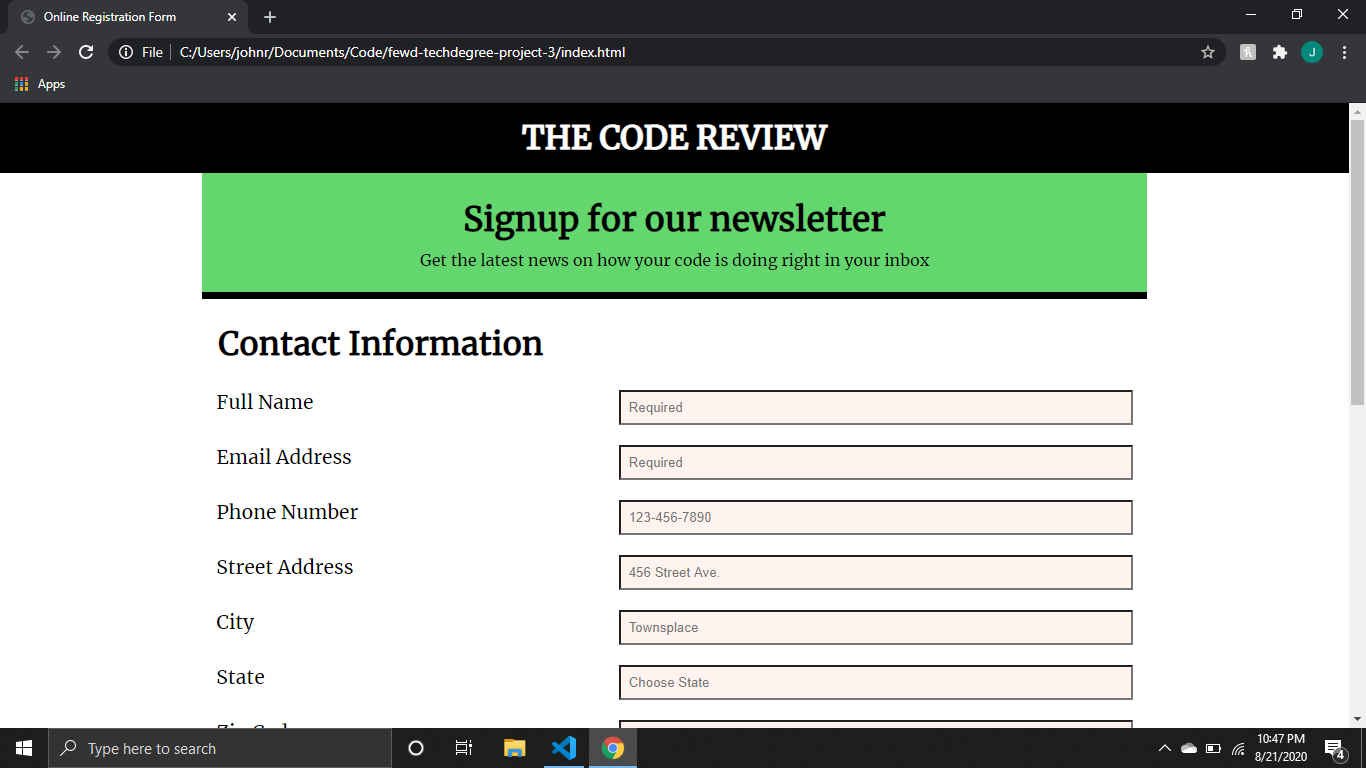 Online Registration Form
File
C:/Users/johnr/Documents/Code/fewd-techdegree-project-3/index.html
J
Apps
THE CODE REVIEW
Signup for our newsletter
Get the latest news on how your code is doing right in your inbox
Contact Information
Full Name
Required
Email Address
Required
Phone Number
123-456-7890
Street Address
456 Street Ave.
City
Townsplace
State
Choose State
Type here to search
10:47 PM
8/21/2020
4